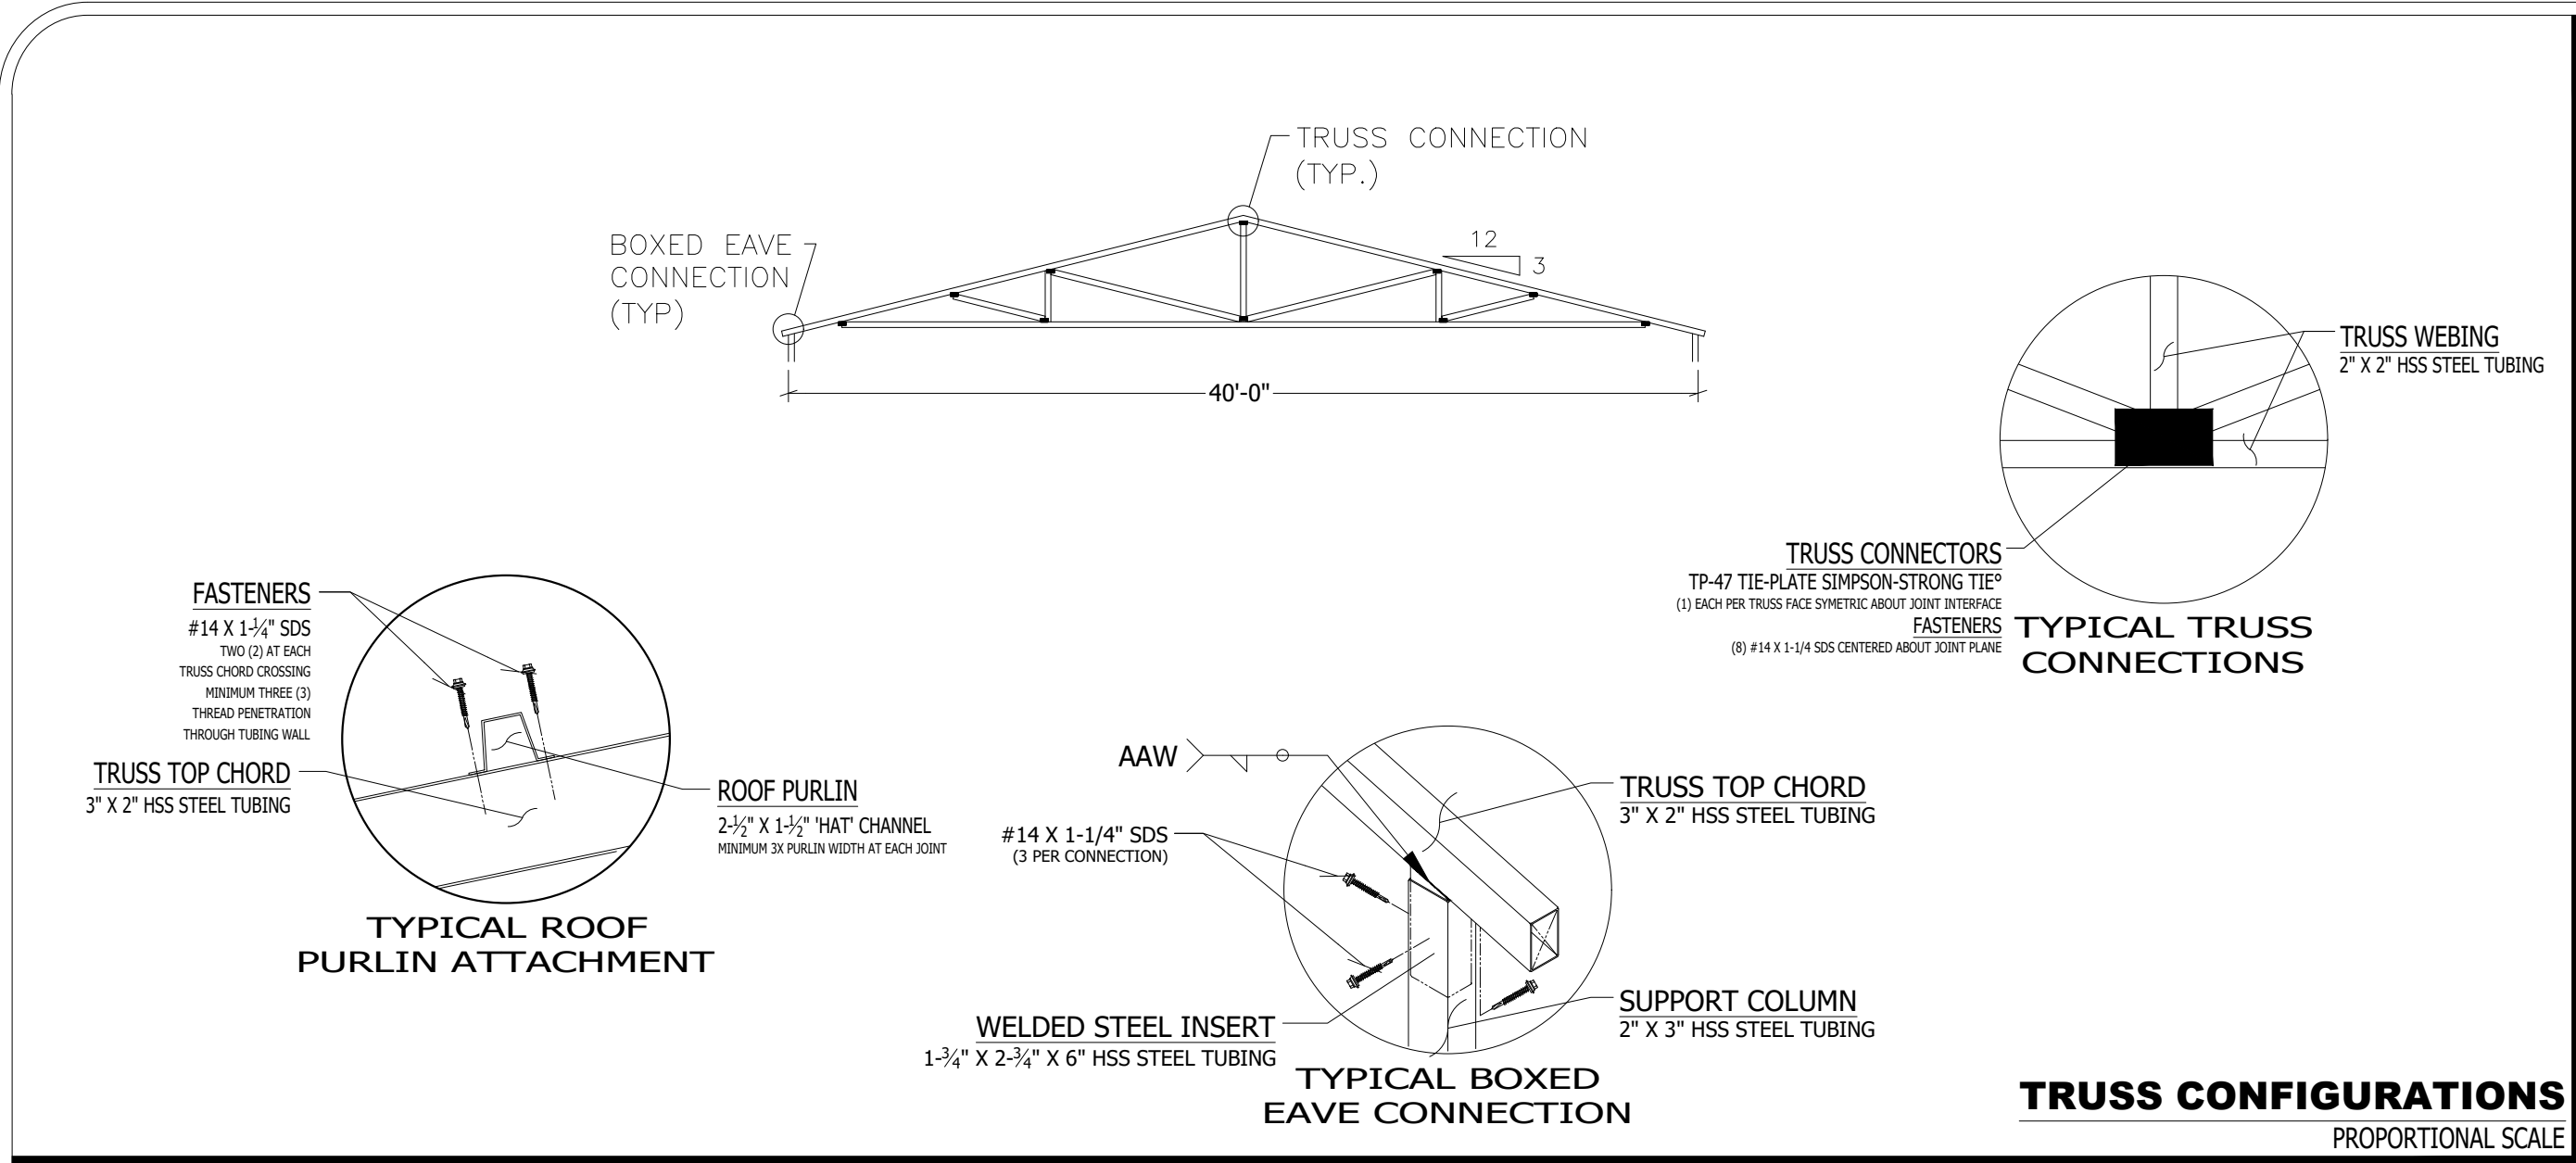 TRUSS CONNECTION
(TYP.)
BOXED EAVE
CONNECTION
(TYP)
12
3
40'-0"
TRUSS WEBING
2" X 2" HSS STEEL TUBING
TRUSS CONNECTORS
TP-47 TIE-PLATE SIMPSON-STRONG TIE°
(1) EACH PER TRUSS FACE SYMETRIC ABOUT JOINT INTERFACE
FASTENERS
(8) #14 X 1-1/4 SDS CENTERED ABOUT JOINT PLANE
TYPICAL TRUSS
CONNECTIONS
FASTENERS
#14 X 1-¼" SDS
TWO (2) AT EACH
TRUSS CHORD CROSSING
MINIMUM THREE (3)
THREAD PENETRATION
THROUGH TUBING WALL
TRUSS TOP CHORD
3" X 2" HSS STEEL TUBING
ROOF PURLIN
2-½" X 1-½" 'HAT' CHANNEL
MINIMUM 3X PURLIN WIDTH AT EACH JOINT
TYPICAL ROOF
PURLIN ATTACHMENT
AAW
#14 X 1-1/4" SDS
(3 PER CONNECTION)
TRUSS TOP CHORD
3" X 2" HSS STEEL TUBING
WELDED STEEL INSERT
1-¾" X 2-¾" X 6" HSS STEEL TUBING
SUPPORT COLUMN
2" X 3" HSS STEEL TUBING
TYPICAL BOXED
EAVE CONNECTION
TRUSS CONFIGURATIONS
PROPORTIONAL SCALE